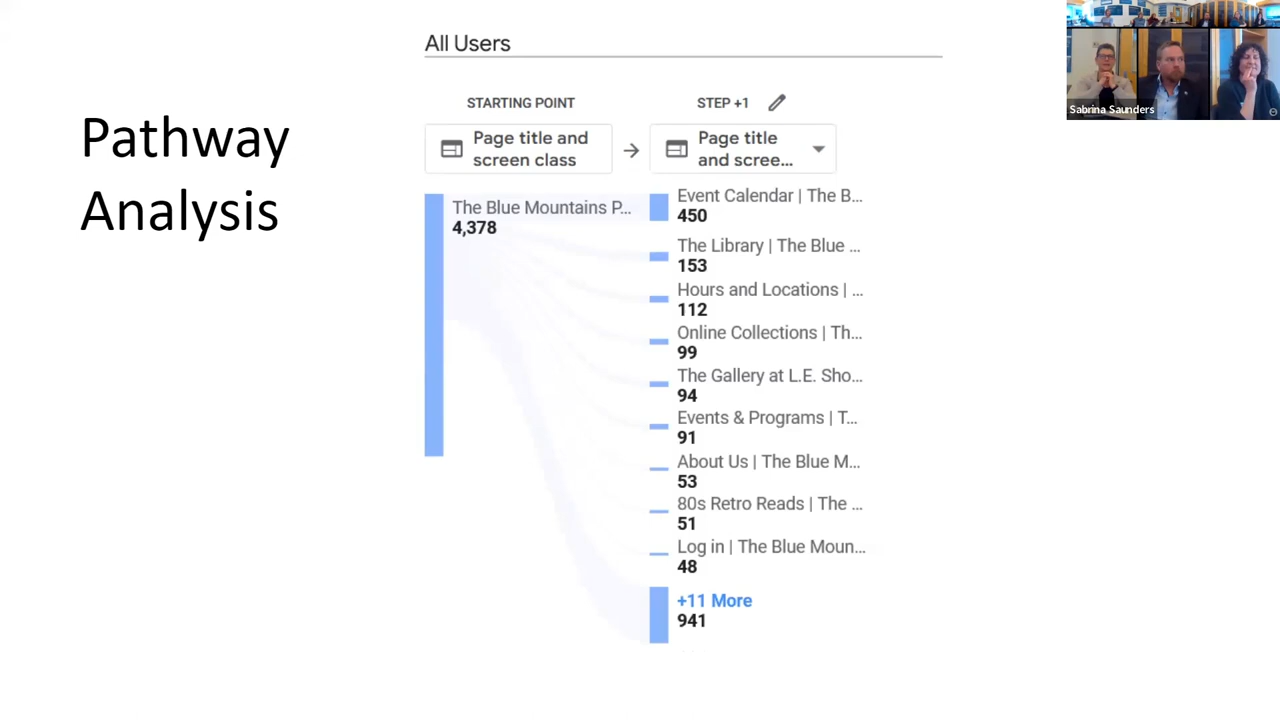 Pathway
Analysis
All Users
STARTING POINT
STEP +1
Page title and
screen class
Page title
and scree...
The Blue Mountains P...
4,378
Event Calendar | The B...
450
The Library | The Blue ...
153
Hours and Locations | ...
112
Online Collections | Th...
99
The Gallery at L.E. Sho...
94
Events & Programs | T...
91
About Us | The Blue M...
53
80s Retro Reads | The ...
51
Log in | The Blue Moun...
48
+11 More
941
Sabrina Saunders